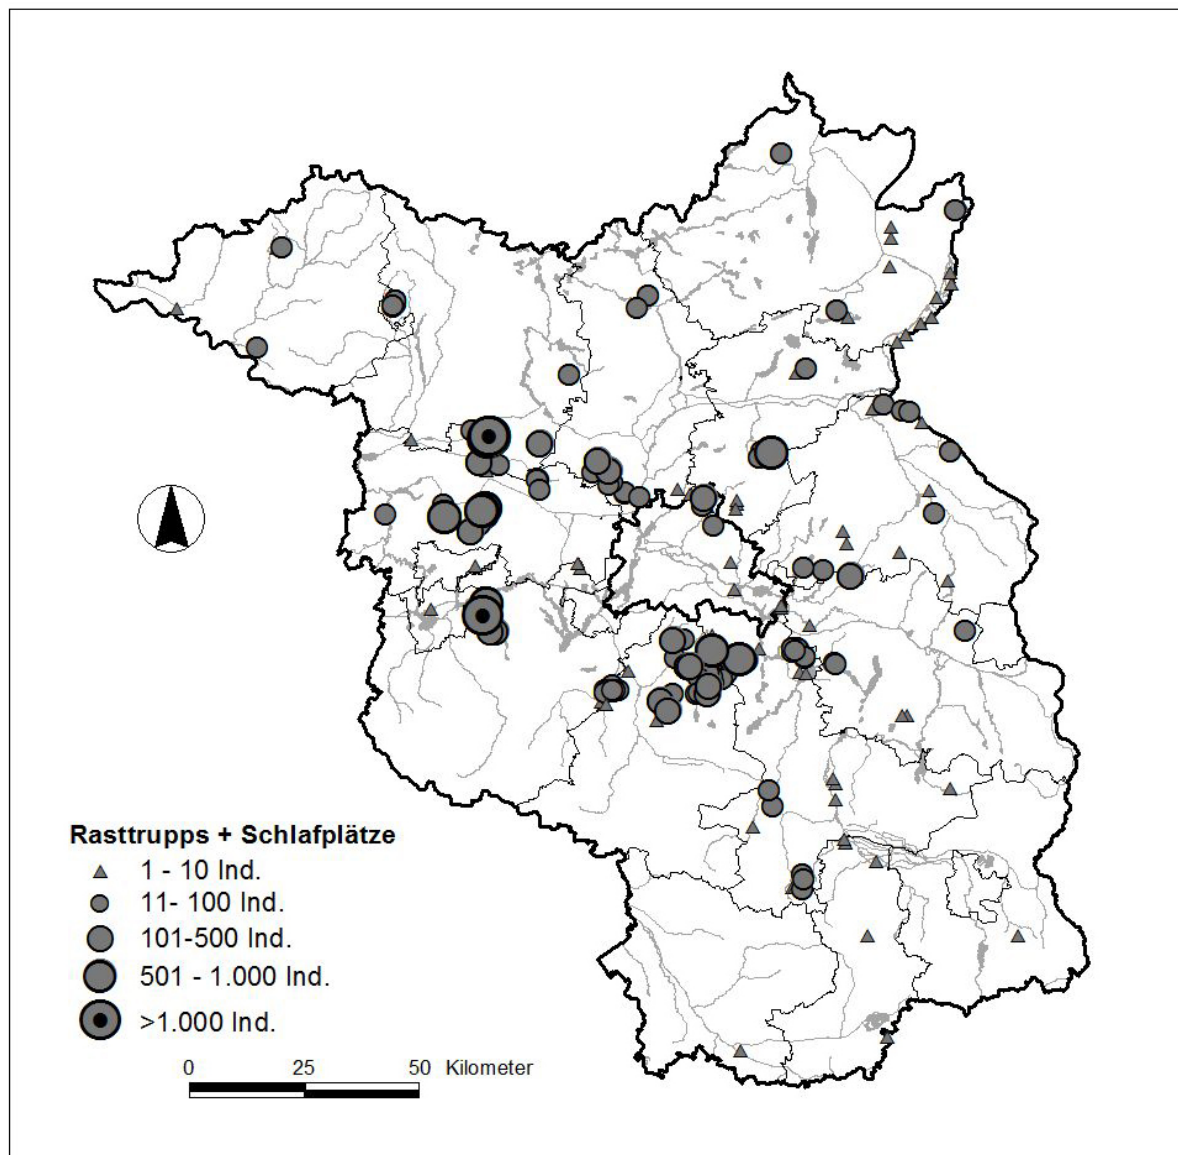 Rasttrupps + Schlafplätze
1 - 10 Ind.
11- 100 Ind.
101-500 Ind.
501 - 1.000 Ind.
>1.000 Ind.
0 25 50 Kilometer